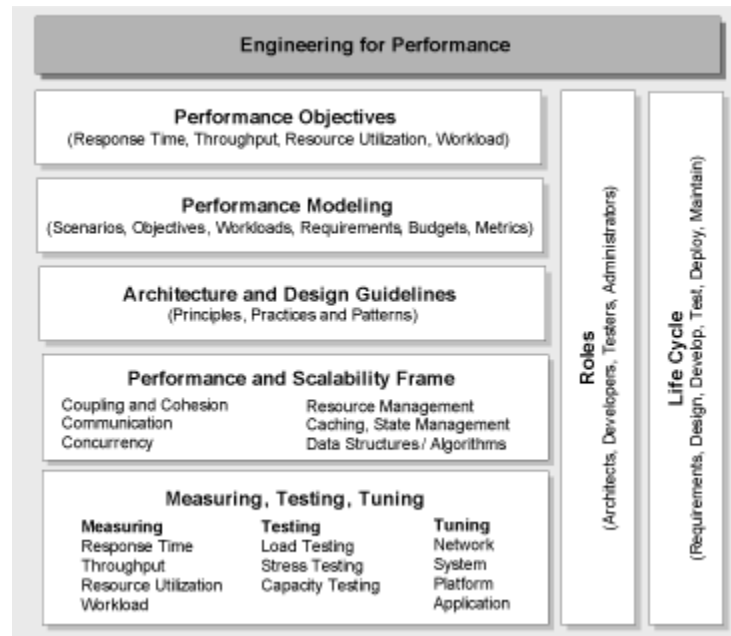 Engineering for Performance
Performance Objectives
(Response Time, Throughput, Resource Utilization, Workload)
Performance Modeling
(Scenarios, Objectives, Workloads, Requirements, Budgets, Metrics)
Architecture and Design Guidelines
(Principles, Practices and Patterns)
Performance and Scalability Frame
Coupling and Cohesion
Communication
Concurrency
Resource Management
Caching, State Management
Data Structures / Algorithms
Measuring, Testing, Tuning
Measuring
Response Time
Throughput
Resource Utilization
Workload
Testing
Load Testing
Stress Testing
Capacity Testing
Tuning
Network
System
Platform
Application
Roles
(Architects, Developers, Testers, Administrators)
Life Cycle
(Requirements, Design, Develop, Test, Deploy, Maintain)